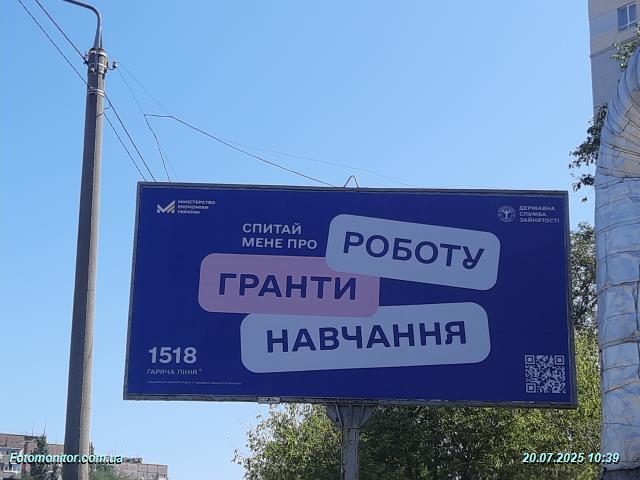 МІНІСТЕРСТВО
ЕКОНОМІКИ
УКРАЇНИ
ДЕРЖАВНА
СЛУЖБА
ЗАЙНЯТОСТІ
СПИТАЙ
МЕНЕ ПРО
РОБОТУ
ГРАНТИ
НАВЧАННЯ
1518
ГАРЯЧА ЛІНІЯ*
Fotomonitor.com.ua
20.07.2025 10:39